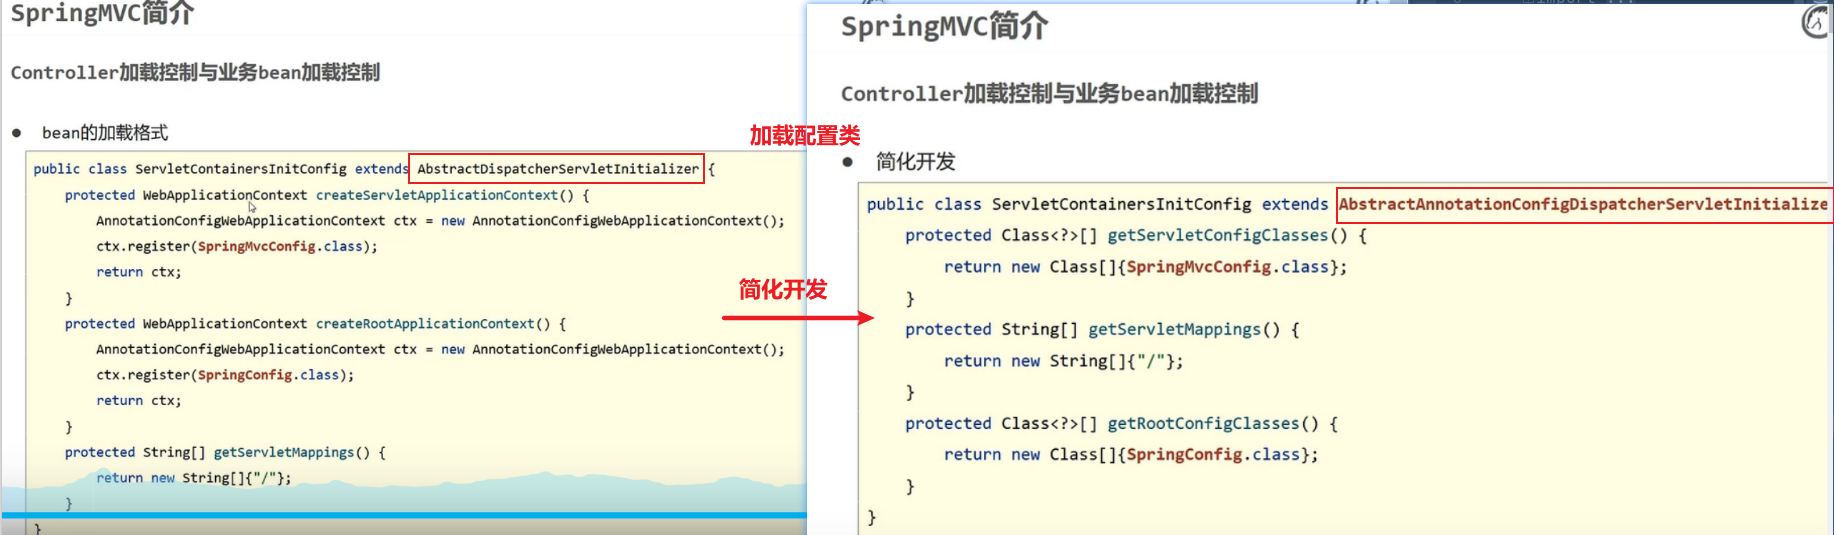 SpringMVC简介
Controller加载控制与业务bean加载控制
● bean的加载格式
public class ServletContainersInitConfig extends AbstractDispatcherServletInitializer {
protected WebApplicationContext createServletApplicationContext() {
AnnotationConfigWebApplicationContext ctx = new AnnotationConfigWebApplicationContext();
ctx.register(SpringMvcConfig.class);
return ctx;
}
protected WebApplicationContext createRootApplicationContext() {
AnnotationConfigWebApplicationContext ctx = new AnnotationConfigWebApplicationContext();
ctx.register(SpringConfig.class);
return ctx;
}
protected String[] getServletMappings() {
return new String[]{"/"};
}
}
加载配置类
简化开发
SpringMVC简介
Controller加载控制与业务bean加载控制
● 简化开发
public class ServletContainersInitConfig extends AbstractAnnotationConfigDispatcherServletInitialize
protected Class<?>[] getServletConfigClasses() {
return new Class[]{SpringMvcConfig.class};
}
protected String[] getServletMappings() {
return new String[]{"/"};
}
protected Class<?>[] getRootConfigClasses() {
return new Class[]{SpringConfig.class};
}
}